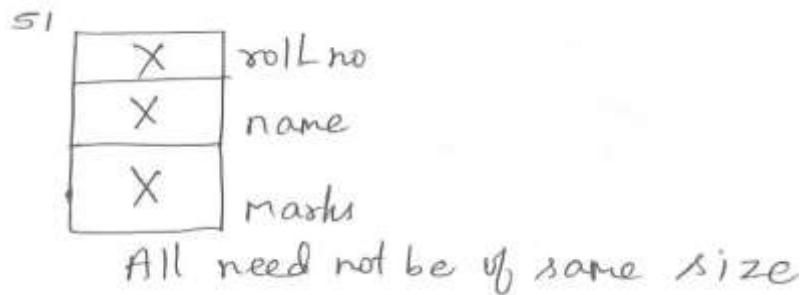 S1
X roll no
X name
X marks
All need not be of same size